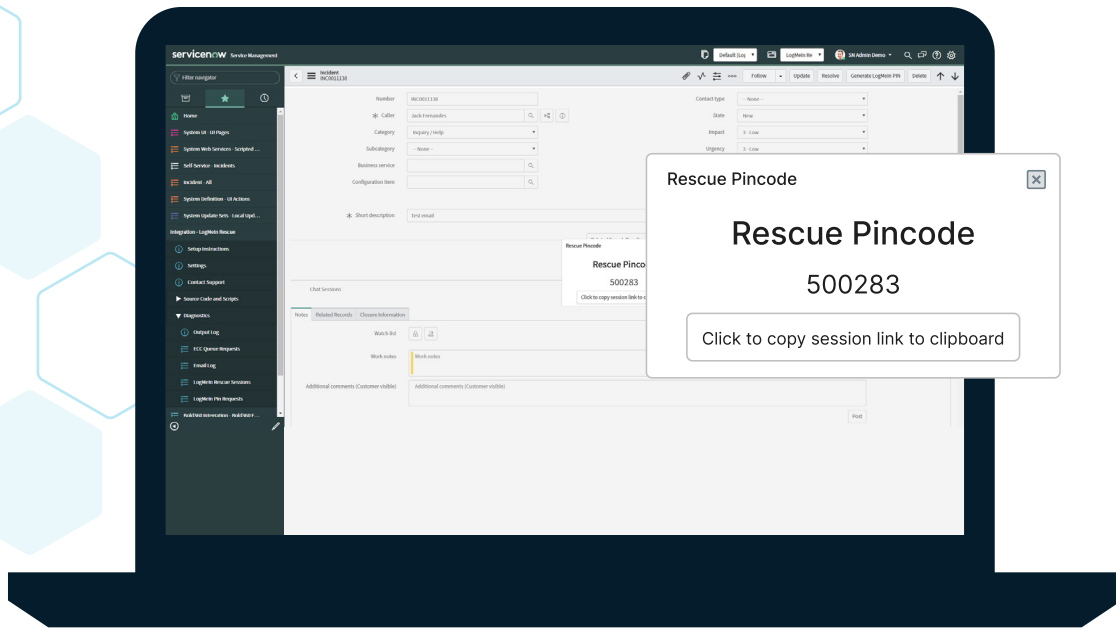 servicenow Service Management
Default (Log
LogMein Re
SN Admin Demo
Filter navigator
Incident
INC0011138
Follow
Update
Resolve
Generate LogMeIn PIN
Delete
Home
System UI - UI Pages
System Web Services - Scripted ...
Self-Service - Incidents
Incident - All
System Definition - UI Actions
System Update Sets - Local Upd...
Integration - LogMeIn Rescue
Setup Instructions
Settings
Contact Support
Source Code and Scripts
Diagnostics
Output Log
ECC Queue Requests
Email Log
LogMeIn Rescue Sessions
LogMeIn Pin Requests
Number
INC0011138
Caller
Jack Fernandes
Category
Inquiry / Help
Subcategory
-- None --
Business service
Configuration item
Short description
test email
Contact type
-- None --
State
New
Impact
3 - Low
Urgency
3 - Low
Rescue Pincode
Rescue Pinco
500283
Click to copy session link to c
Chat Sessions
Notes
Related Records
Closure Information
Watch list
Work notes
Work notes
Additional comments (Customer visible)
Additional comments (Customer visible)
Post
Rescue Pincode
Rescue Pincode
500283
Click to copy session link to clipboard